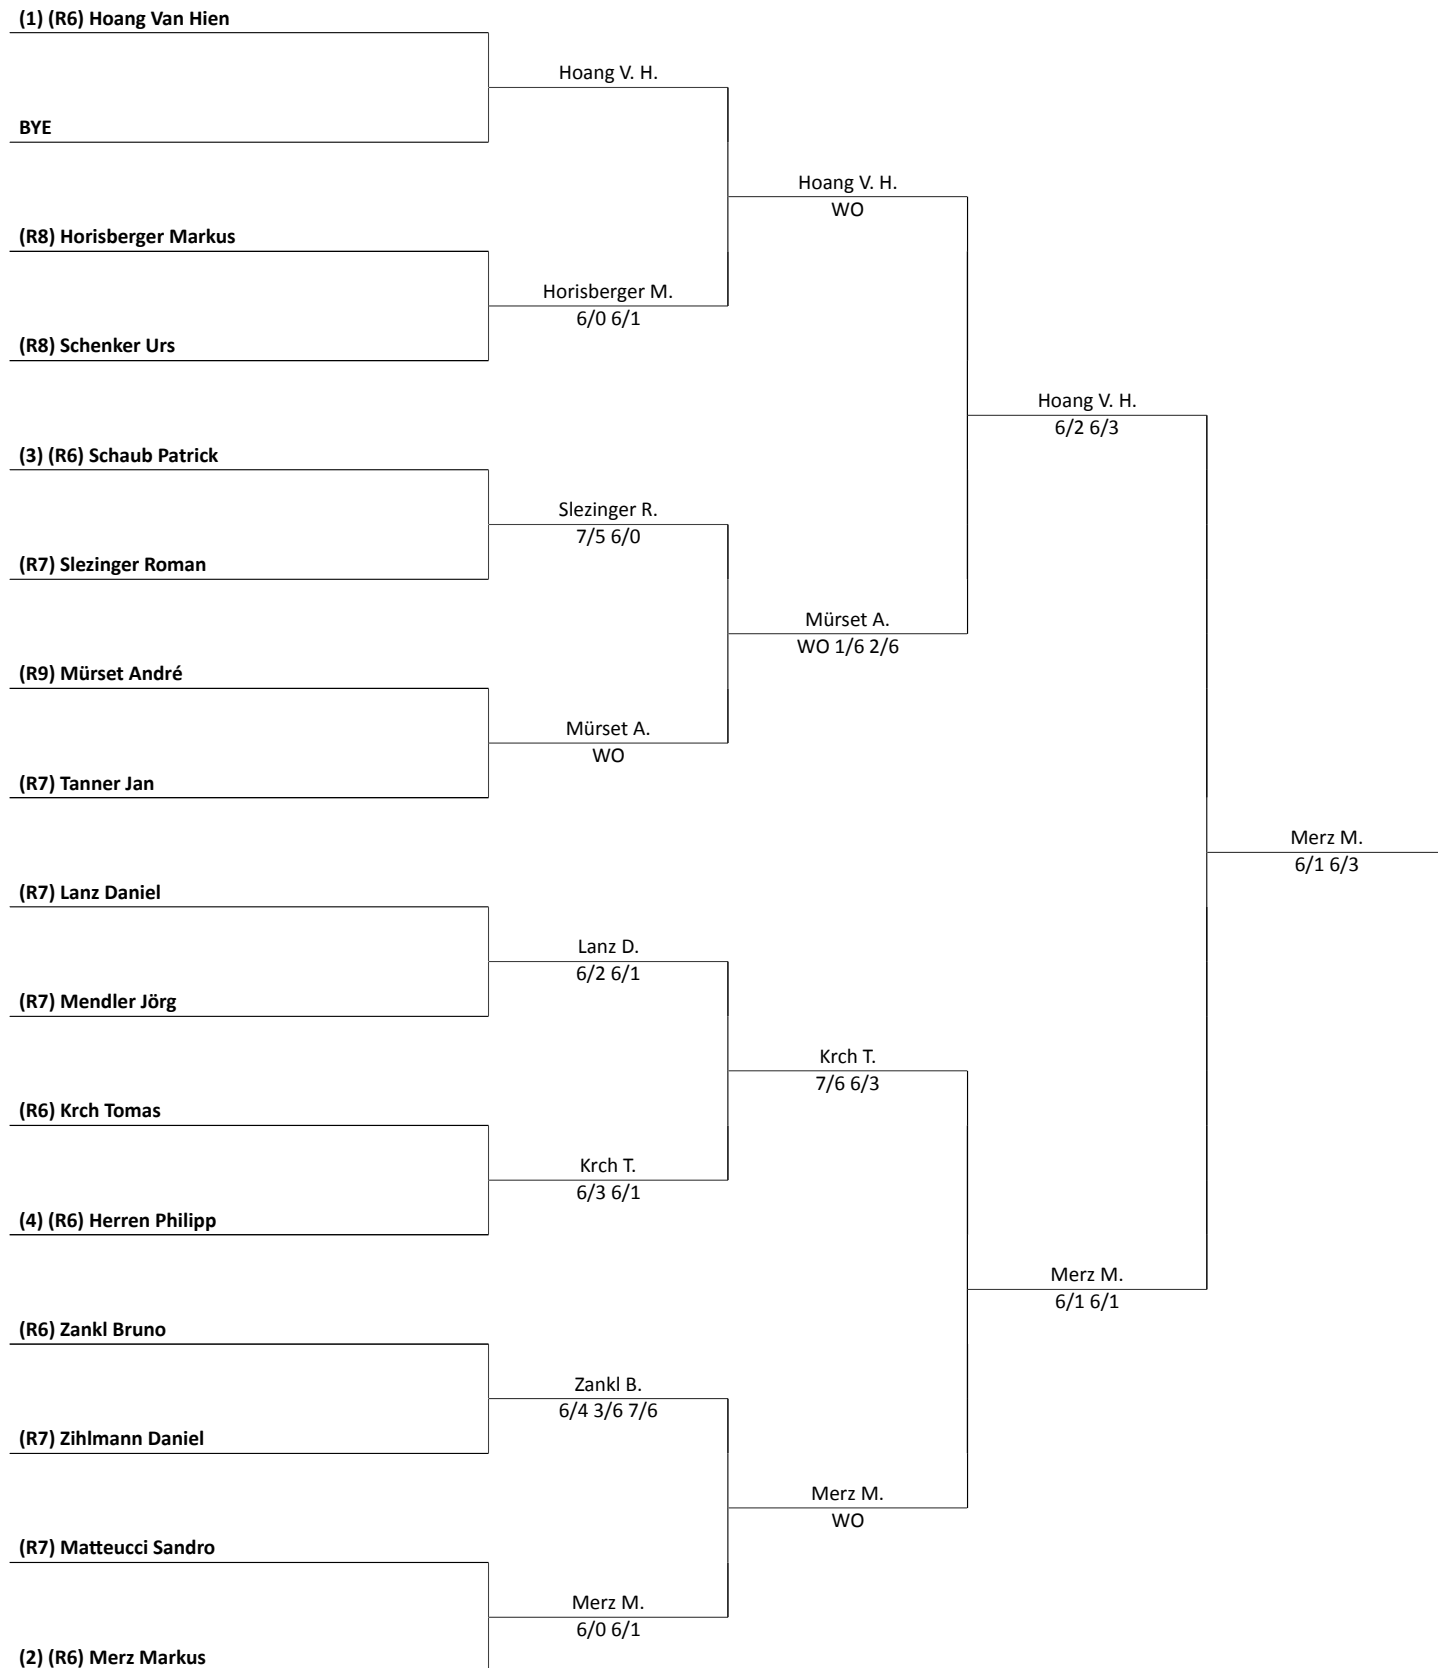 (1) (R6) Hoang Van Hien
Hoang V. H.
BYE
Hoang V. H.
WO
(R8) Horisberger Markus
Horisberger M.
6/0 6/1
(R8) Schenker Urs
Hoang V. H.
6/2 6/3
(3) (R6) Schaub Patrick
Slezinger R.
7/5 6/0
(R7) Slezinger Roman
Mürset A.
WO 1/6 2/6
(R9) Mürset André
Mürset A.
WO
(R7) Tanner Jan
Merz M.
6/1 6/3
(R7) Lanz Daniel
Lanz D.
6/2 6/1
(R7) Mendler Jörg
Krch T.
7/6 6/3
(R6) Krch Tomas
Krch T.
6/3 6/1
(4) (R6) Herren Philipp
Merz M.
6/1 6/1
(R6) Zankl Bruno
Zankl B.
6/4 3/6 7/6
(R7) Zihlmann Daniel
Merz M.
WO
(R7) Matteucci Sandro
Merz M.
6/0 6/1
(2) (R6) Merz Markus